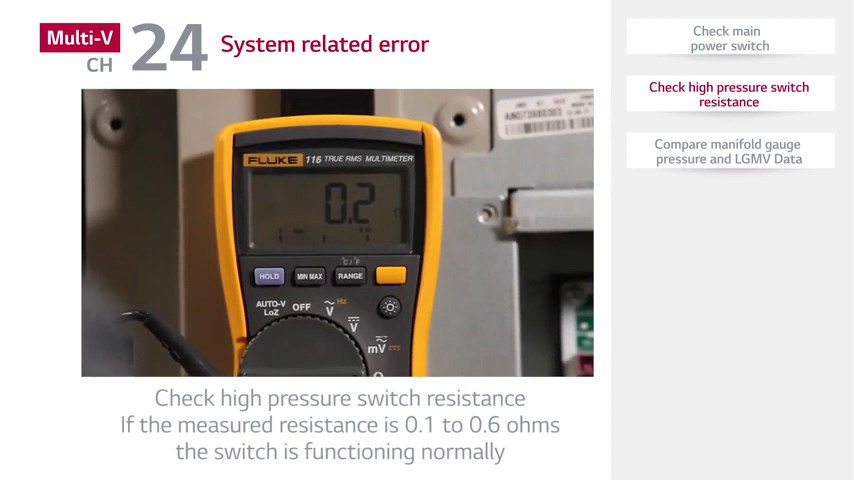 Multi-V
CH
24
System related error
Check main
power switch
Check high pressure switch
resistance
Compare manifold gauge
pressure and LGMV Data
FLUKE 116 TRUE RMS MULTIMETER
0.2
°C/°F
HOLD
MIN MAX
RANGE
AUTO-V
LoZ
OFF
Hz
V
V
mV
Check high pressure switch resistance
If the measured resistance is 0.1 to 0.6 ohms
the switch is functioning normally